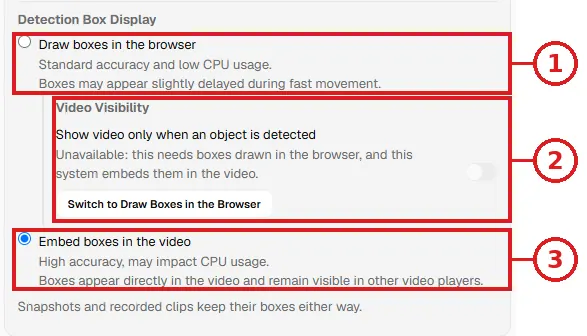 Detection Box Display
Draw boxes in the browser
Standard accuracy and low CPU usage.
Boxes may appear slightly delayed during fast movement.
1
Video Visibility
Show video only when an object is detected
Unavailable: this needs boxes drawn in the browser, and this
system embeds them in the video.
2
Switch to Draw Boxes in the Browser
Embed boxes in the video
High accuracy, may impact CPU usage.
Boxes appear directly in the video and remain visible in other video players.
3
Snapshots and recorded clips keep their boxes either way.